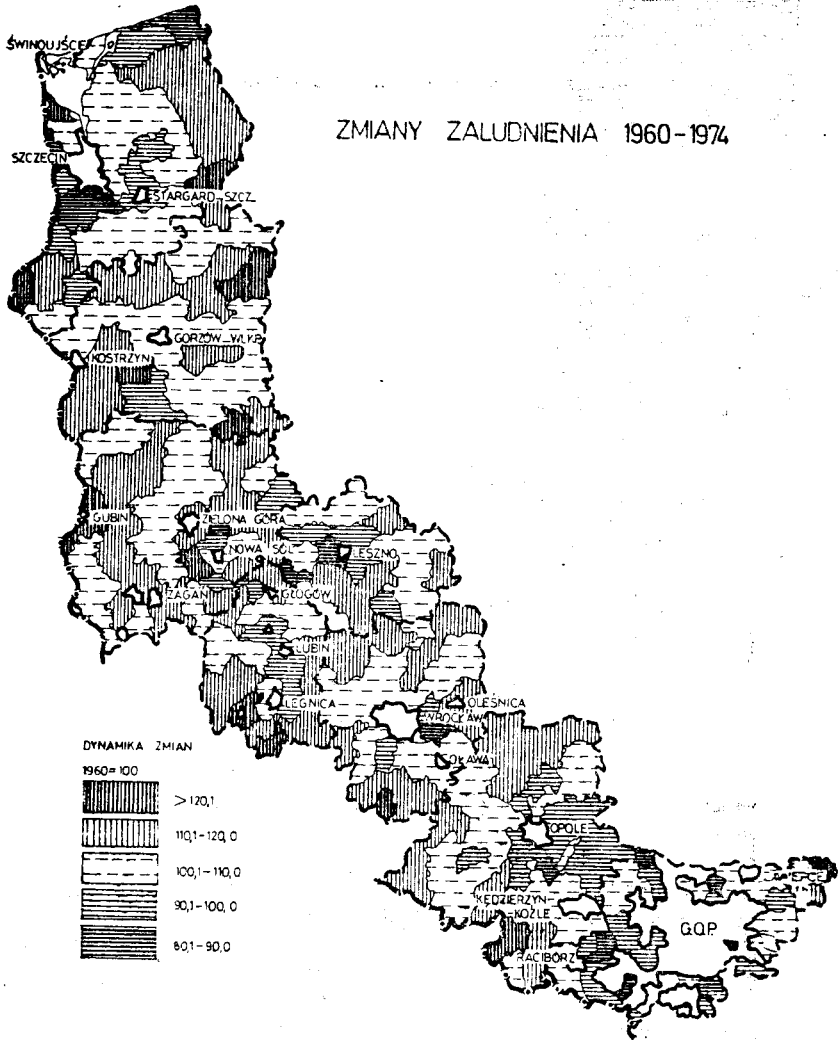 ŚWINOUJŚCIE
ZMIANY ZALUDNIENIA 1960-1974
SZCZECIN
STARGARD SZCZ.
GORZÓW WLKP.
KOSTRZYN
GUBIN
ZIELONA GÓRA
NOWA SÓL
LESZNO
ŻAGAŃ
GŁOGÓW
LUBIN
LEGNICA
OLEŚNICA
WROCŁAW
OŁAWA
DYNAMIKA ZMIAN
1960=100
>120,1
110,1-120,0
100,1-110,0
90,1-100,0
80,1-90,0
OPOLE
KĘDZIERZYN-
KOŹLE
G.O.P.
RACIBÓRZ